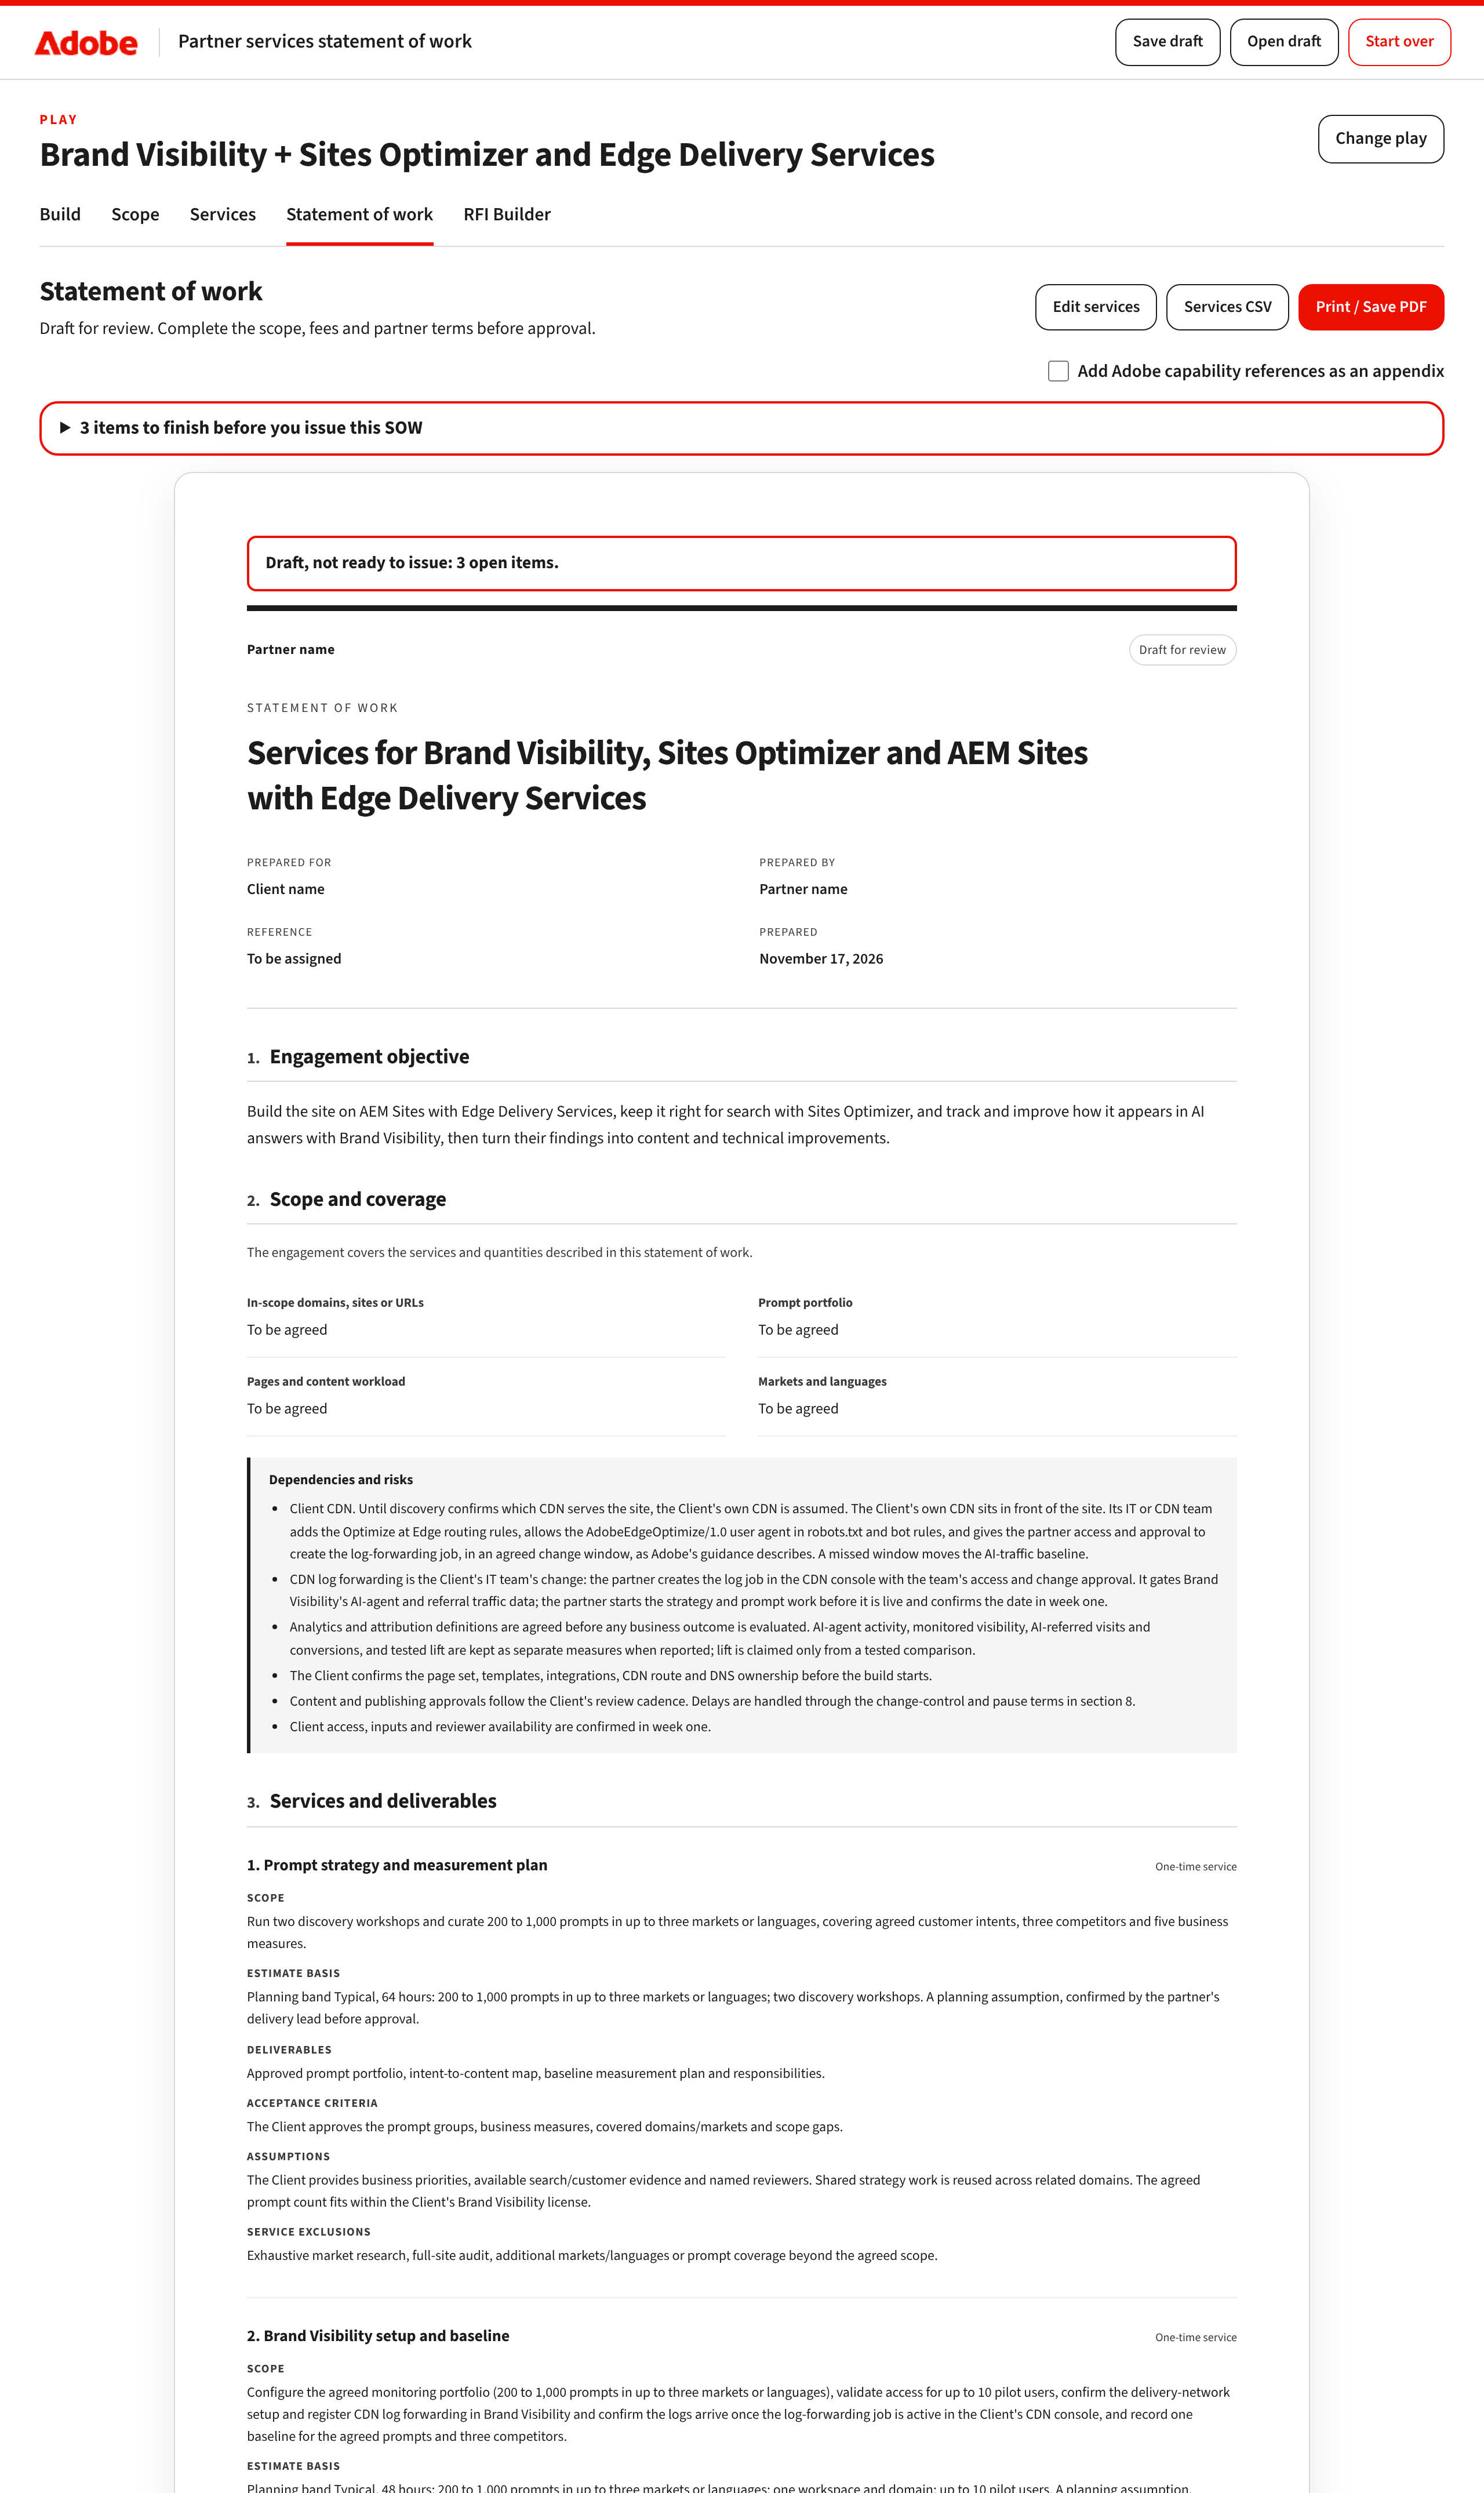 Adobe
Partner services statement of work
Save draft
Open draft
Start over
PLAY
Brand Visibility + Sites Optimizer and Edge Delivery Services
Change play
Build
Scope
Services
Statement of work
RFI Builder
Statement of work
Draft for review. Complete the scope, fees and partner terms before approval.
Edit services
Services CSV
Print / Save PDF
Add Adobe capability references as an appendix
3 items to finish before you issue this SOW
Draft, not ready to issue: 3 open items.
Partner name
Draft for review
STATEMENT OF WORK
Services for Brand Visibility, Sites Optimizer and AEM Sites
with Edge Delivery Services
PREPARED FOR
Client name
PREPARED BY
Partner name
REFERENCE
To be assigned
PREPARED
November 17, 2026
1. Engagement objective
Build the site on AEM Sites with Edge Delivery Services, keep it right for search with Sites Optimizer, and track and improve how it appears in AI
answers with Brand Visibility, then turn their findings into content and technical improvements.
2. Scope and coverage
The engagement covers the services and quantities described in this statement of work.
In-scope domains, sites or URLs
To be agreed
Prompt portfolio
To be agreed
Pages and content workload
To be agreed
Markets and languages
To be agreed
Dependencies and risks
• Client CDN. Until discovery confirms which CDN serves the site, the Client's own CDN is assumed. The Client's own CDN sits in front of the site. Its IT or CDN team
adds the Optimize at Edge routing rules, allows the AdobeEdgeOptimize/1.0 user agent in robots.txt and bot rules, and gives the partner access and approval to
create the log-forwarding job, in an agreed change window, as Adobe's guidance describes. A missed window moves the AI-traffic baseline.
• CDN log forwarding is the Client's IT team's change: the partner creates the log job in the CDN console with the team's access and change approval. It gates Brand
Visibility's AI-agent and referral traffic data; the partner starts the strategy and prompt work before it is live and confirms the date in week one.
• Analytics and attribution definitions are agreed before any business outcome is evaluated. AI-agent activity, monitored visibility, AI-referred visits and
conversions, and tested lift are kept as separate measures when reported; lift is claimed only from a tested comparison.
• The Client confirms the page set, templates, integrations, CDN route and DNS ownership before the build starts.
• Content and publishing approvals follow the Client's review cadence. Delays are handled through the change-control and pause terms in section 8.
• Client access, inputs and reviewer availability are confirmed in week one.
3. Services and deliverables
1. Prompt strategy and measurement plan
One-time service
SCOPE
Run two discovery workshops and curate 200 to 1,000 prompts in up to three markets or languages, covering agreed customer intents, three competitors and five business
measures.
ESTIMATE BASIS
Planning band Typical, 64 hours: 200 to 1,000 prompts in up to three markets or languages; two discovery workshops. A planning assumption, confirmed by the partner's
delivery lead before approval.
DELIVERABLES
Approved prompt portfolio, intent-to-content map, baseline measurement plan and responsibilities.
ACCEPTANCE CRITERIA
The Client approves the prompt groups, business measures, covered domains/markets and scope gaps.
ASSUMPTIONS
The Client provides business priorities, available search/customer evidence and named reviewers. Shared strategy work is reused across related domains. The agreed
prompt count fits within the Client's Brand Visibility license.
SERVICE EXCLUSIONS
Exhaustive market research, full-site audit, additional markets/languages or prompt coverage beyond the agreed scope.
2. Brand Visibility setup and baseline
One-time service
SCOPE
Configure the agreed monitoring portfolio (200 to 1,000 prompts in up to three markets or languages), validate access for up to 10 pilot users, confirm the delivery-network
setup and register CDN log forwarding in Brand Visibility and confirm the logs arrive once the log-forwarding job is active in the Client's CDN console, and record one
baseline for the agreed prompts and three competitors.
ESTIMATE BASIS
Planning band Typical, 48 hours: 200 to 1,000 prompts in up to three markets or languages; one workspace and domain; up to 10 pilot users. A planning assumption,